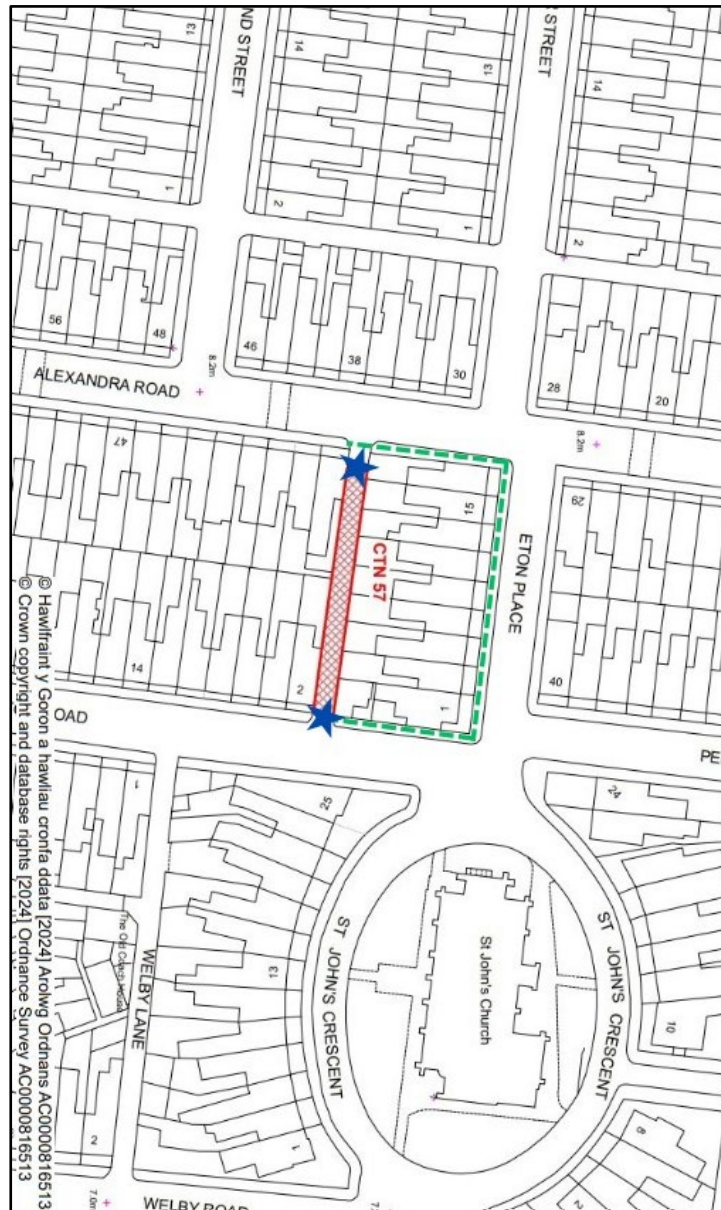 13
ND STREET
14
13
R STREET
14
1
2
1
2
56
48
46
38
30
28
20
8.2m
8.2m
ALEXANDRA ROAD
47
15
29
CTN 57
ETON PLACE
40
14
2
1
OAD
PE
1
25
24
The Old Coach House
WELBY LANE
13
ST JOHN'S CRESCENT
St John's Church
ST JOHN'S CRESCENT
10
8
2
2
1
7.0m
WELBY ROAD
© Hawlfraint y Goron a hawliau cronfa ddata [2024] Arolwg Ordnans AC0000816513
© Crown copyright and database rights [2024] Ordnance Survey AC0000816513